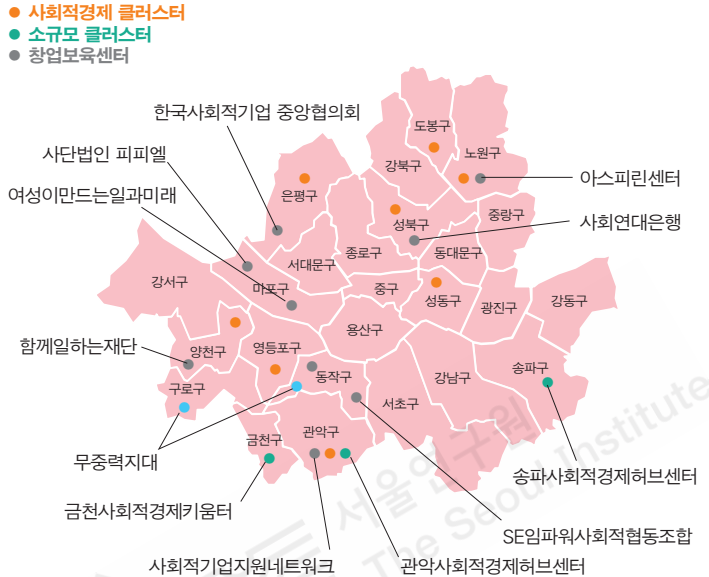 사회적경제 클러스터
소규모 클러스터
창업보육센터
한국사회적기업 중앙협의회
사단법인 피피엘
여성이만드는일과미래
도봉구
노원구
강북구
아스피린센터
은평구
중랑구
성북구
사회연대은행
종로구
동대문구
서대문구
강서구
마포구
중구
성동구
광진구
강동구
용산구
함께일하는재단
양천구
영등포구
동작구
송파구
강남구
구로구
서초구
금천구
관악구
무중력지대
송파사회적경제허브센터
금천사회적경제키움터
SE임파워사회적협동조합
사회적기업지원네트워크
관악사회적경제허브센터
서울연구원
The Seoul Institute